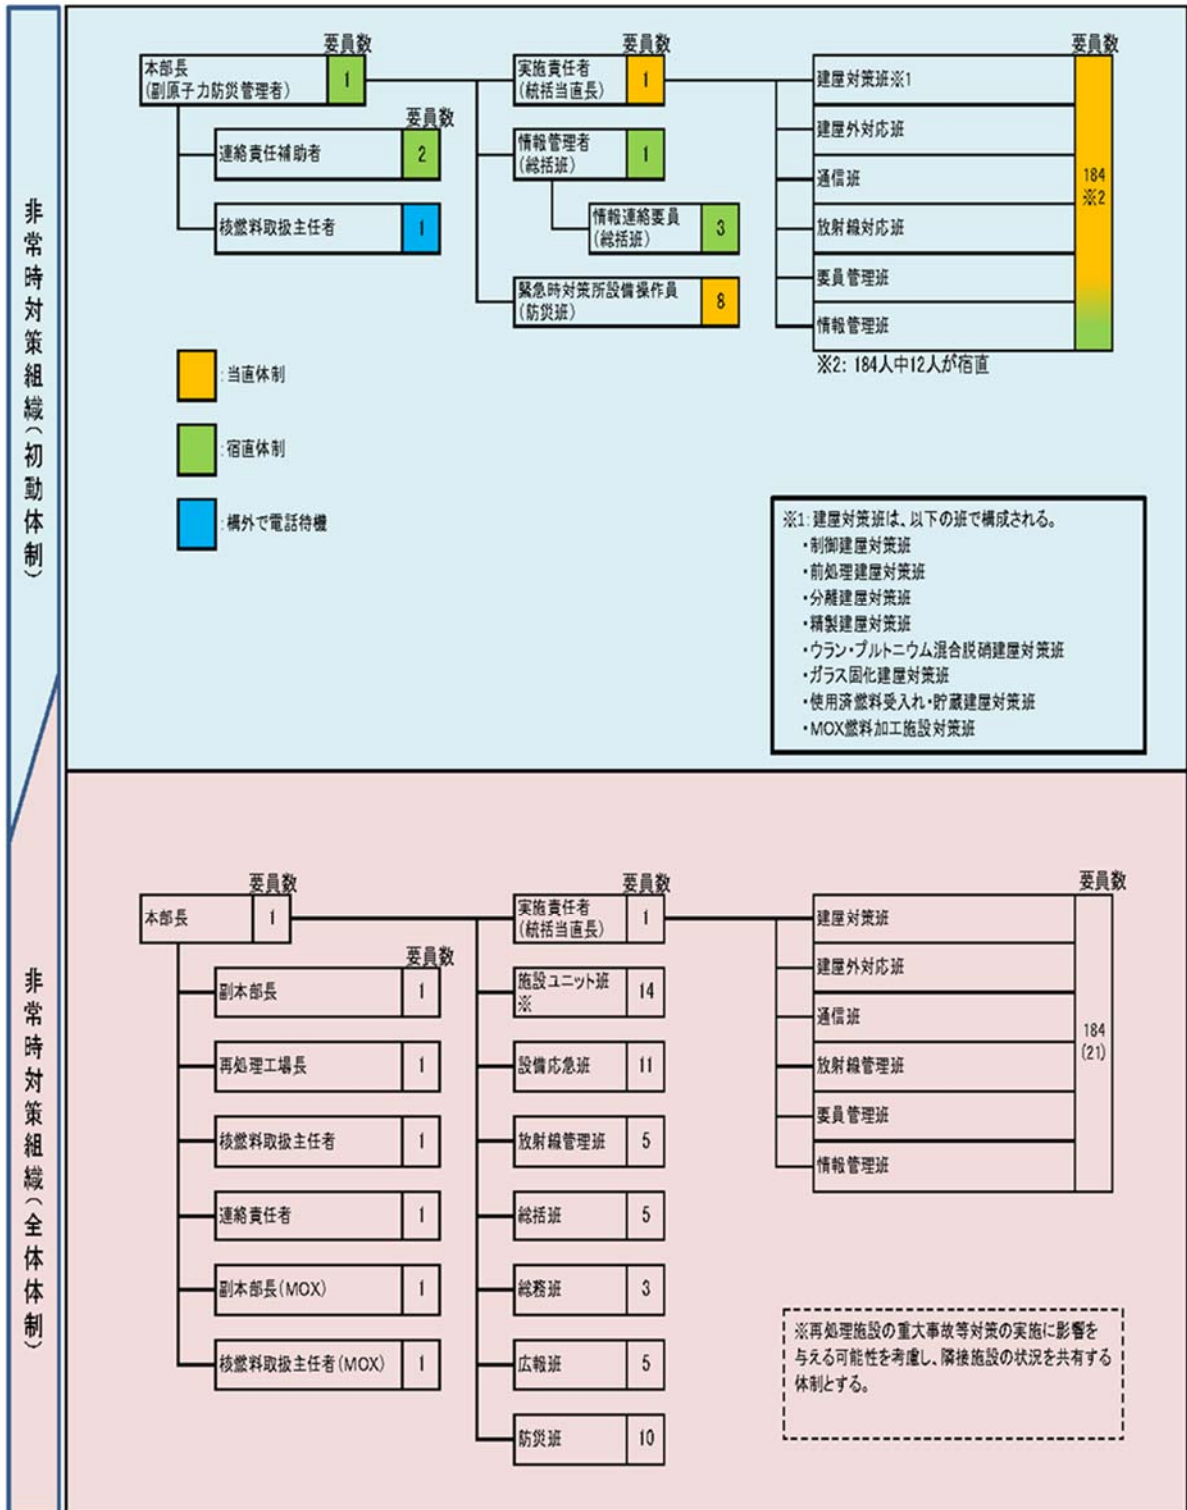 非常時対策組織(初動体制)
要員数
本部長
(副原子力防災管理者)
1
要員数
連絡責任補助者
2
核燃料取扱主任者
1
要員数
実施責任者
(統括当直長)
1
情報管理者
(総括班)
1
情報連絡要員
(総括班)
3
緊急時対策所設備操作員
(防災班)
8
要員数
建屋対策班※1
建屋外対応班
通信班
放射線対応班
要員管理班
情報管理班
184
※2
※2: 184人中12人が宿直
:当直体制
:宿直体制
:構外で電話待機
※1:建屋対策班は、以下の班で構成される。
・制御建屋対策班
・前処理建屋対策班
・分離建屋対策班
・精製建屋対策班
・ウラン・プルトニウム混合脱硝建屋対策班
・ガラス固化建屋対策班
・使用済燃料受入れ・貯蔵建屋対策班
・MOX燃料加工施設対策班
非常時対策組織(全体体制)
要員数
本部長
1
要員数
副本部長
1
再処理工場長
1
核燃料取扱主任者
1
連絡責任者
1
副本部長(MOX)
1
核燃料取扱主任者(MOX)
1
要員数
実施責任者
(統括当直長)
1
施設ユニット班
※
14
設備応急班
11
放射線管理班
5
総括班
5
総務班
3
広報班
5
防災班
10
要員数
建屋対策班
建屋外対応班
通信班
放射線管理班
要員管理班
情報管理班
184
(21)
※再処理施設の重大事故等対策の実施に影響を
与える可能性を考慮し、隣接施設の状況を共有する
体制とする。